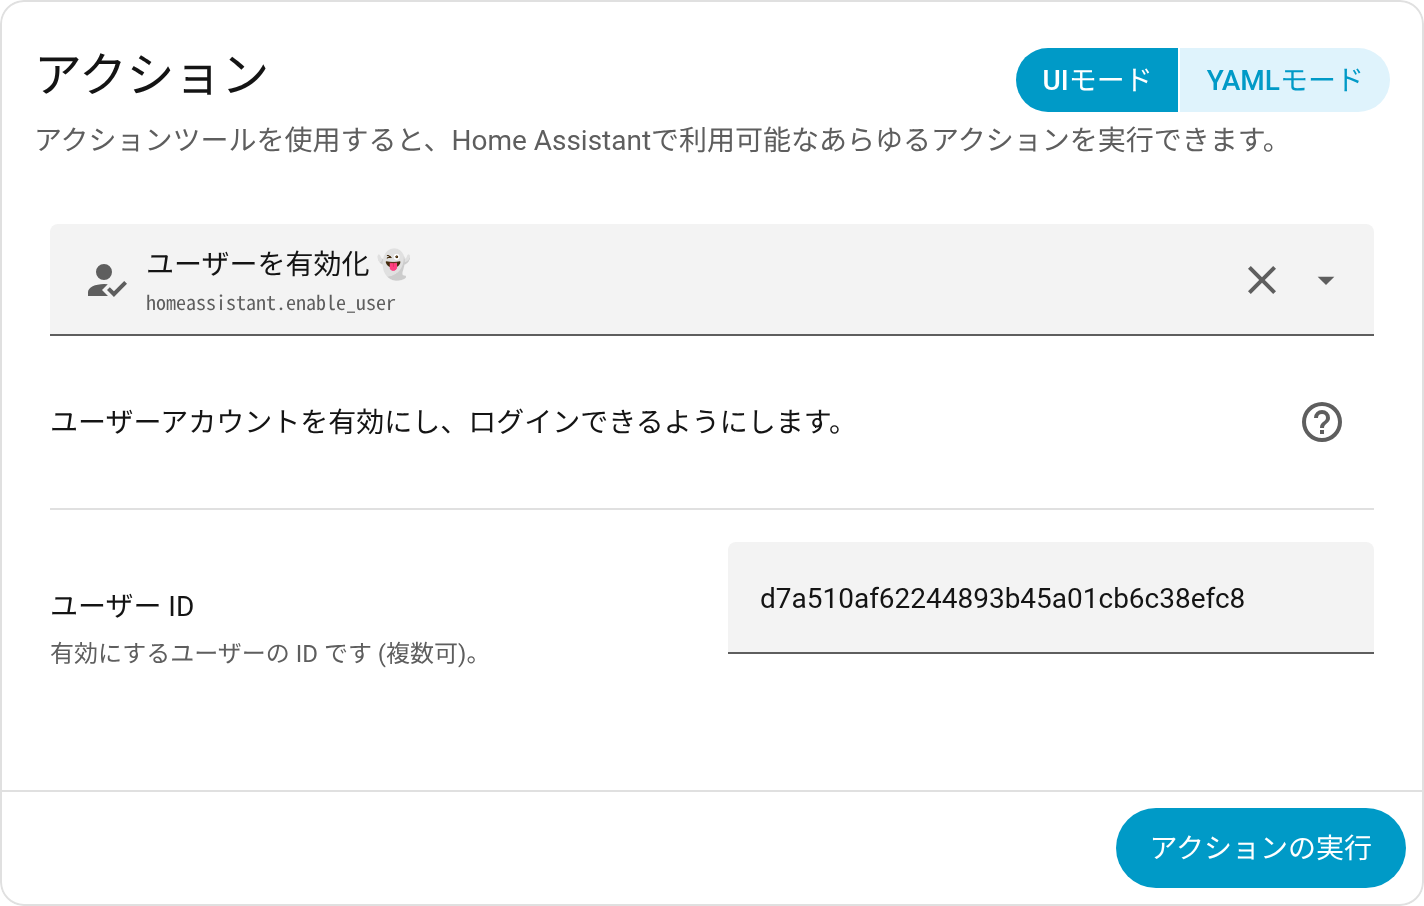 アクション
UIモード
YAMLモード
アクションツールを使用すると、Home Assistantで利用可能なあらゆるアクションを実行できます。
ユーザーを有効化 👻
homeassistant.enable_user
ユーザーアカウントを有効にし、ログインできるようにします。
ユーザー ID
有効にするユーザーの ID です (複数可)。
d7a510af62244893b45a01cb6c38efc8
アクションの実行